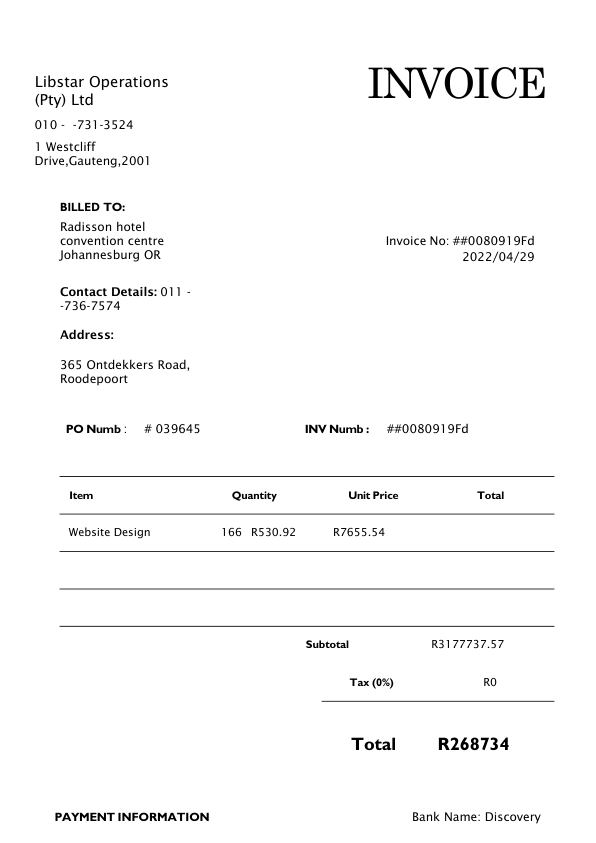 Libstar Operations
(Pty) Ltd
INVOICE
010 -  -731-3524
1 Westcliff
Drive,Gauteng,2001
BILLED TO:
Radisson hotel
convention centre
Johannesburg OR
Invoice No: ##0080919Fd
2022/04/29
Contact Details: 011 -
-736-7574
Address:
365 Ontdekkers Road,
Roodepoort
PO Numb : # 039645 INV Numb : ##0080919Fd
Item Quantity Unit Price Total
Website Design 166 R530.92 R7655.54
Subtotal R3177737.57
Tax (0%) R0
Total R268734
PAYMENT INFORMATION Bank Name: Discovery